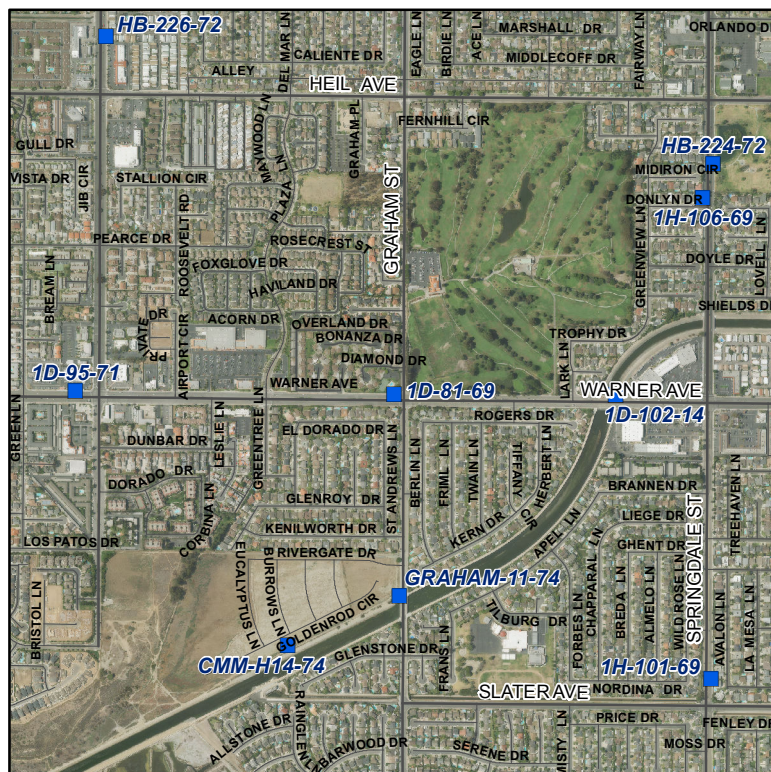 HB-226-72
MARSHALL DR
ORLANDO D
DEL MAR LN
EAGLE LN
BIRDIE LN
ACE LN
FAIRWAY LN
CALIENTE DR
MIDDLECOFF DR
ALLEY
HEIL AVE
MAYWOOD LN
GRAHAM PL
FERNHILL CIR
GULL DR
HB-224-72
VISTA DR
JIB CIR
STALLION CIR
PLAZA LN
GRAHAM ST
MIDIRON CIR
DONLYN DR
1H-106-69
ROOSEVELT RD
PEARCE DR
ROSECREST ST
GREENVIEW LN
LOVELL LN
DOYLE DR
BREAM LN
FOXGLOVE DR
HAVILAND DR
SHIELDS D
PRIVATE DR
AIRPORT CIR
ACORN DR
OVERLAND DR
BONANZA DR
TROPHY DR
DIAMOND DR
LARK LN
1D-95-71
WARNER AVE
1D-81-69
WARNER AVE
1D-102-14
GREEN LN
LESLIE LN
GREENTREE LN
ROGERS DR
DUNBAR DR
EL DORADO DR
ST ANDREWS LN
BERLIN LN
FRIML LN
TWAIN LN
TIFFANY CIR
HERBERT LN
DORADO DR
BRANNEN DR
TREEHAVEN LN
GLENROY DR
CORBINA LN
SPRINGDALE ST
LIEGE DR
KENILWORTH DR
KERN DR
APEL LN
LOS PATOS DR
RIVERGATE DR
GHENT DR
EUCALYPTUS LN
BURROWS LN
CHAPPARAL LN
GRAHAM-11-74
BRISTOL LN
GOLDENROD CIR
TILBURG DR
FORBES LN
BREDA LN
ALMELO LN
WILD ROSE LN
AVALON LN
LA MESA LN
CMM-H14-74
GLENSTONE DR
FRANS LN
1H-101-69
SLATER AVE
NORDINA DR
RAINGLEN LN
PRICE DR
FENLEY D
ALLSTONE DR
BARWOOD DR
SERENE DR
MISTY LN
MOSS DR